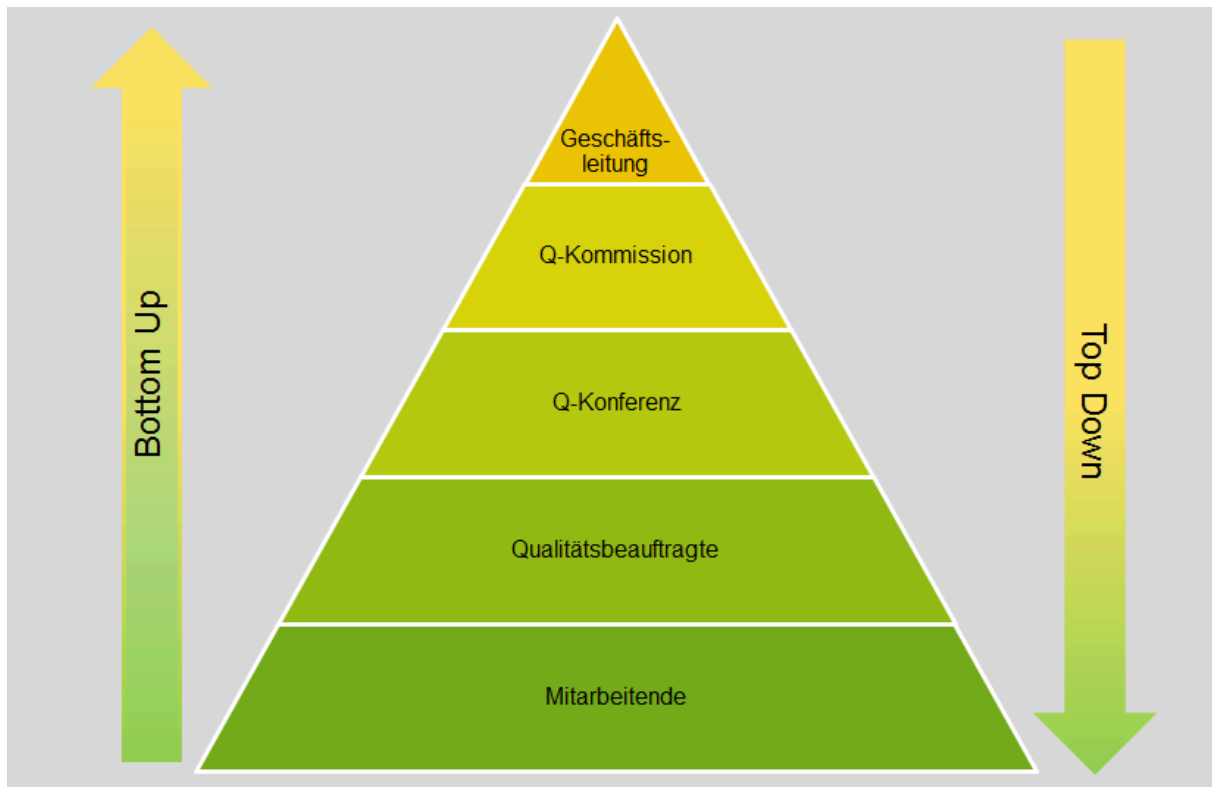 Geschäfts-
leitung
Q-Kommission
Q-Konferenz
Qualitätsbeauftragte
Mitarbeitende
Bottom Up
Top Down